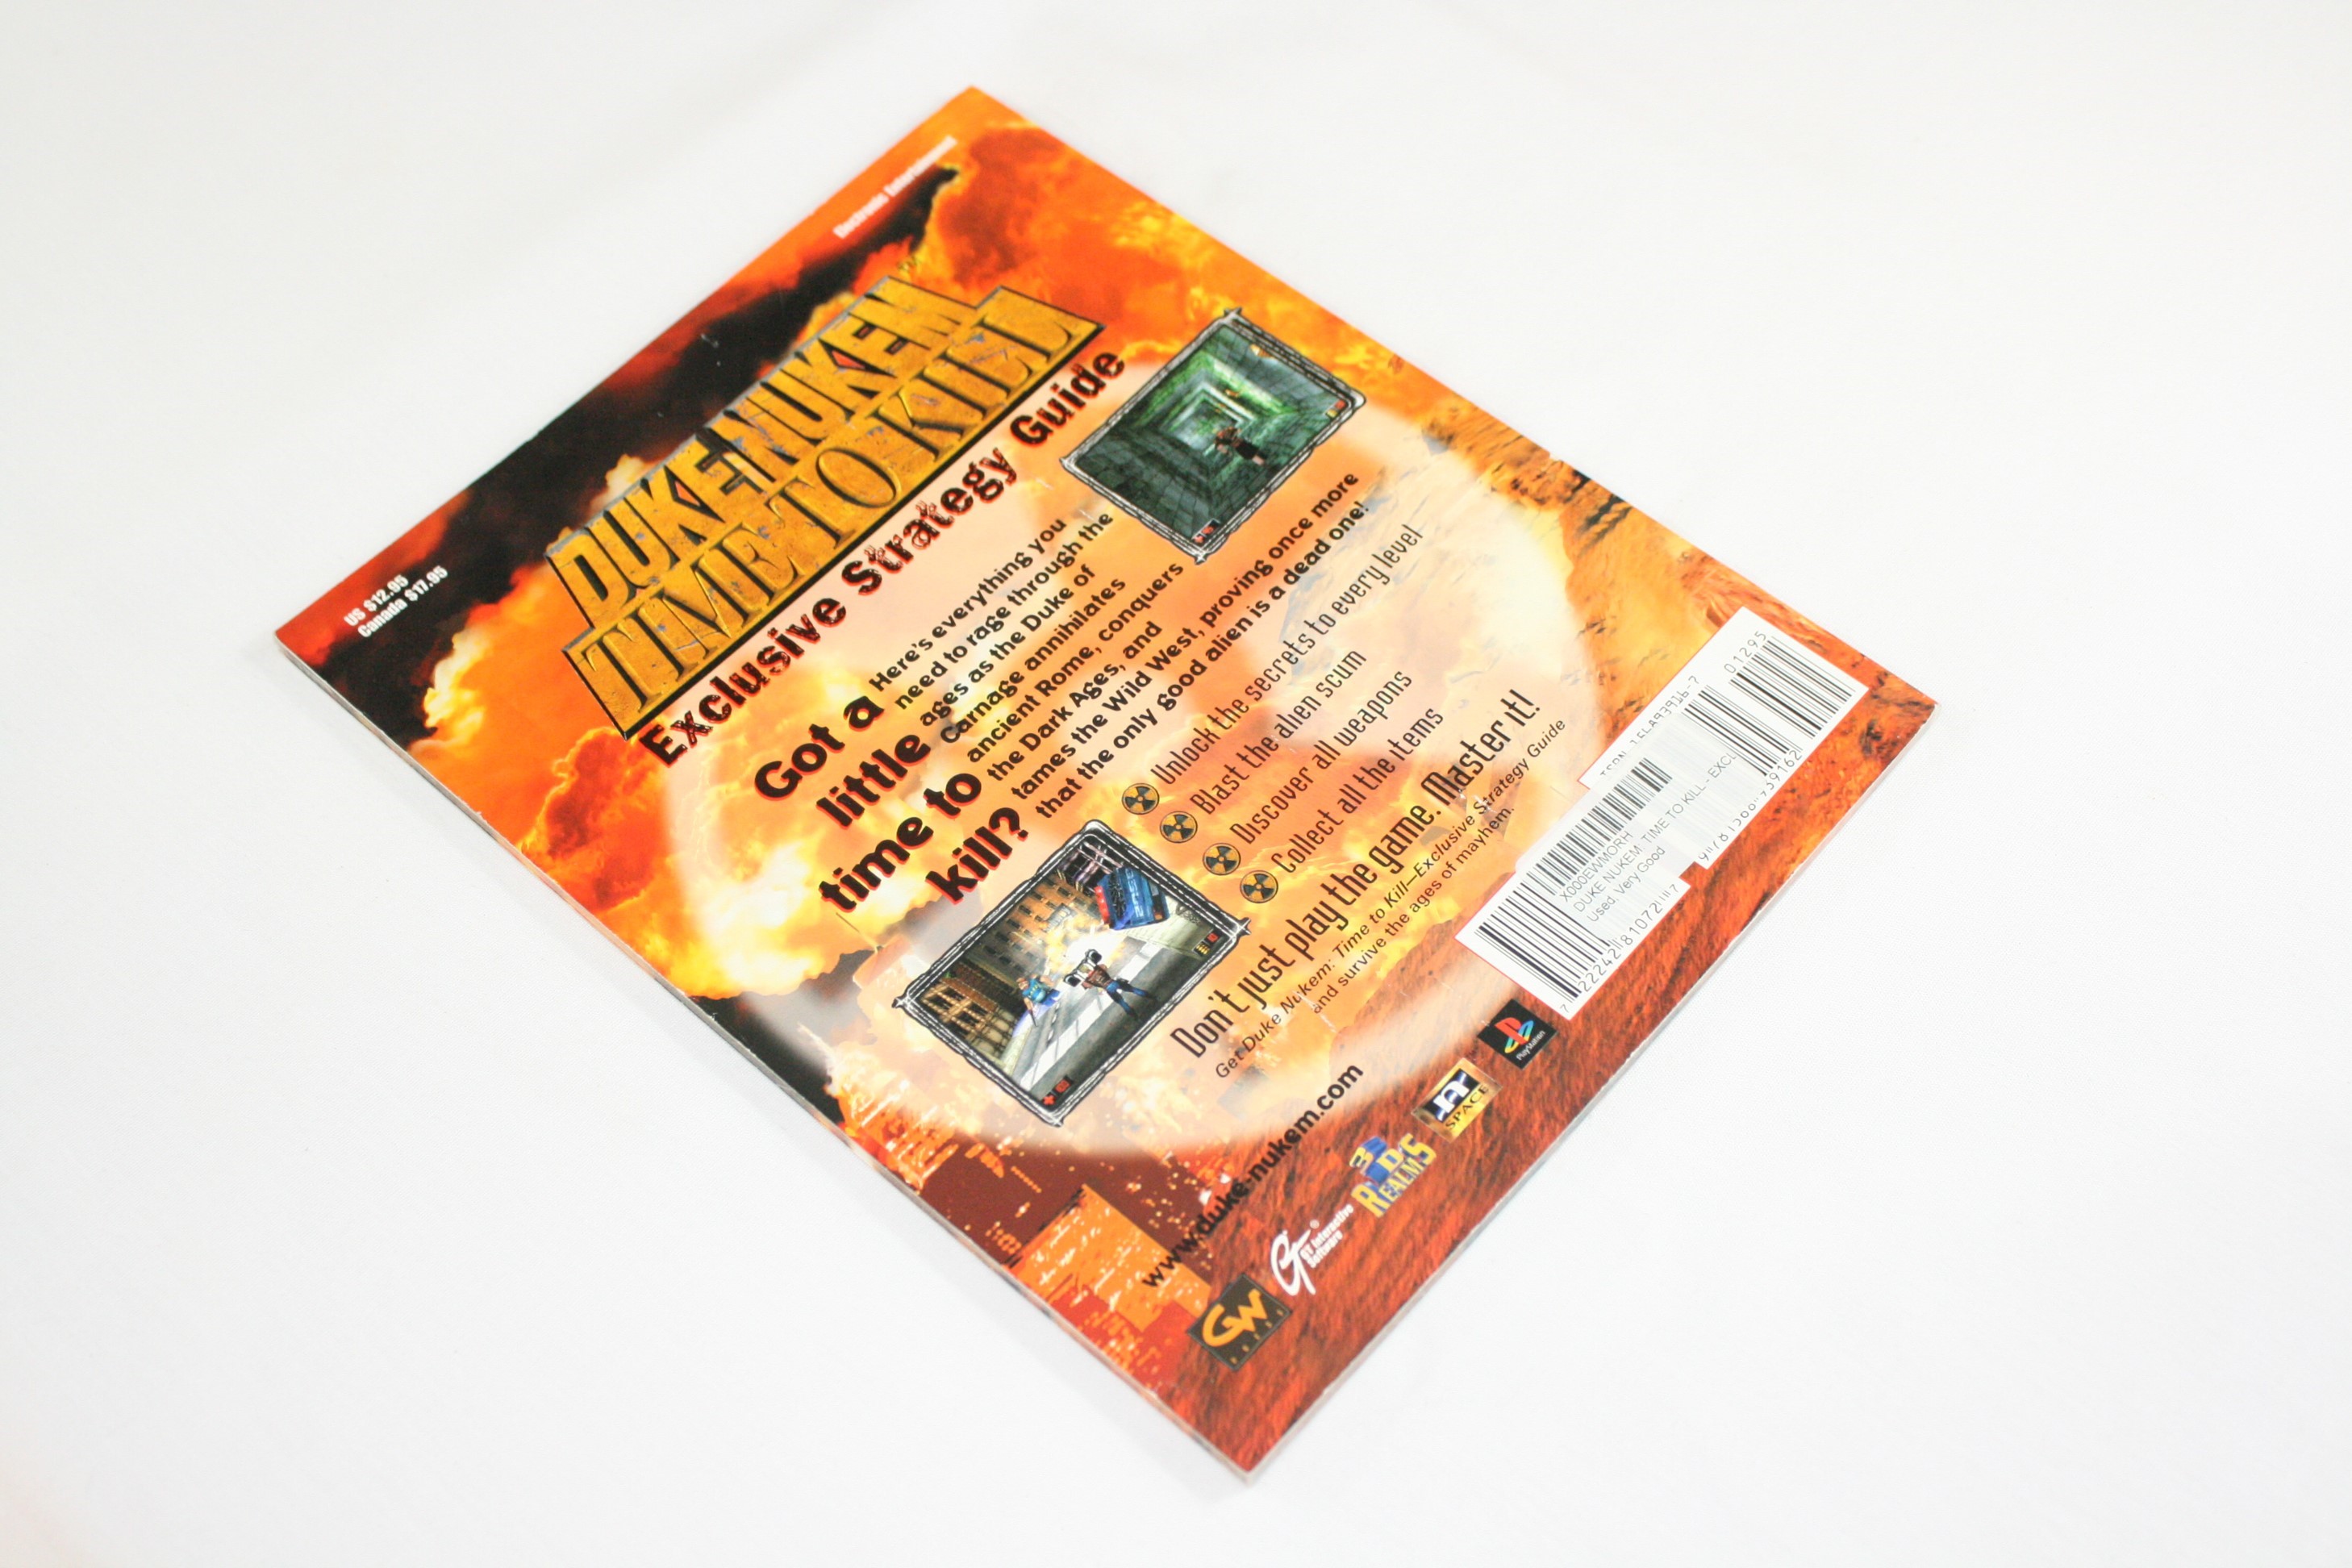 Electronic Entertainment
US $12.95
Canada $17.95
DUKE NUKEM
TIME TO KILL
Exclusive Strategy Guide
Got a
little
time to
kill?
Here's everything you
need to rage through the
ages as the Duke of
Carnage annihilates
ancient Rome, conquers
the Dark Ages, and
tames the Wild West, proving once more
that the only good alien is a dead one!
Unlock the secrets to every level
Blast the alien scum
Discover all weapons
Collect all the items
Don't just play the game. Master it!
Get Duke Nukem: Time to Kill—Exclusive Strategy Guide
and survive the ages of mayhem.
www.duke-nukem.com
01295
X000EWMORH
DUKE NUKEM: TIME TO KILL - EXCLU
Used, Very Good
GW
PRESS
GT Interactive
Software
3D
REALMS
SPACE
PlayStation